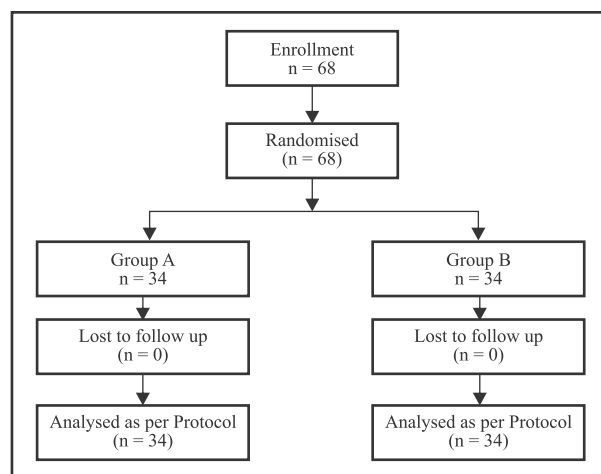 Enrollment
n = 68
Randomised
(n = 68)
Group A
n = 34
Group B
n = 34
Lost to follow up
(n = 0)
Lost to follow up
(n = 0)
Analysed as per Protocol
(n = 34)
Analysed as per Protocol
(n = 34)